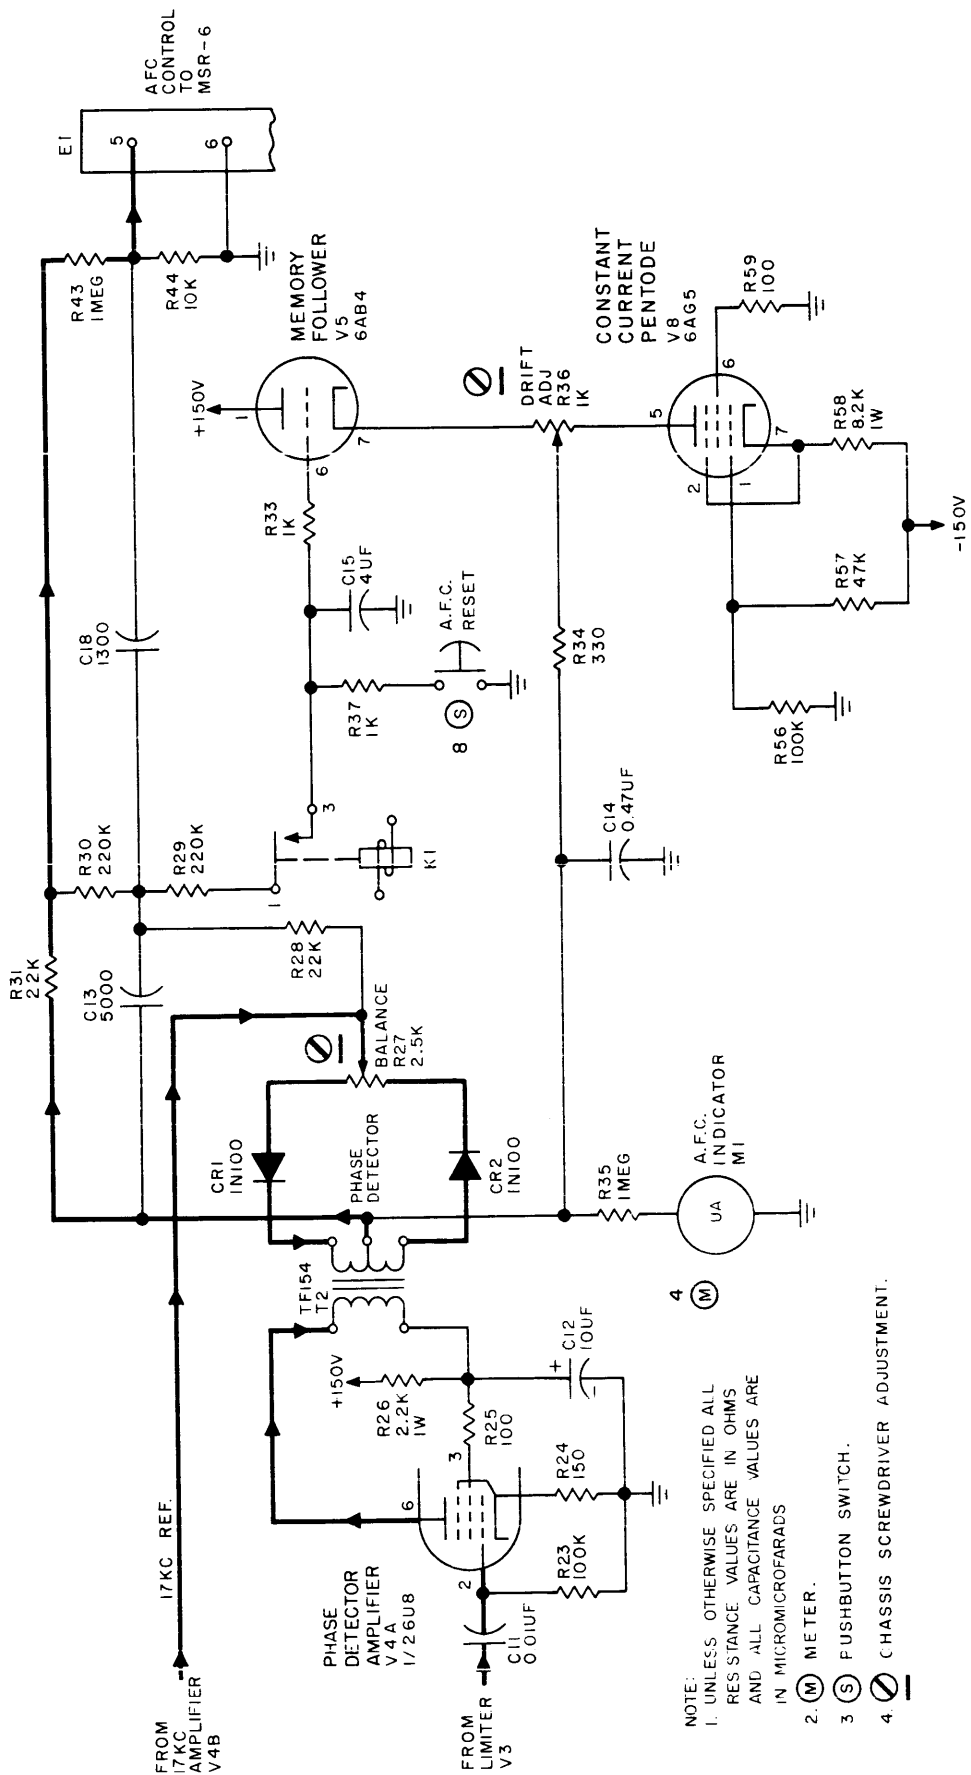 FROM
17KC
AMPLIFIER
V4B
17KC REF.
FROM
LIMITER
V3
C11
0.01UF
PHASE
DETECTOR
AMPLIFIER
V4A
1/26U8
2
6
3
R23
100K
R24
150
R25
100
R26
2.2K
1W
+150V
C12
10UF
+
-
TF154
T2
CR1
1N100
PHASE
DETECTOR
CR2
1N100
BALANCE
R27
2.5K
R31
22K
C13
5000
R28
22K
R30
220K
R29
220K
1
3
K1
C18
1300
R37
1K
8
S
A.F.C.
RESET
C15
4UF
R33
1K
6
1
7
+150V
MEMORY
FOLLOWER
V5
6AB4
R43
1MEG
R44
10K
E1
5
6
AFC
CONTROL
TO
MSR-6
DRIFT
ADJ
R36
1K
R34
330
C14
0.47UF
R35
1MEG
UA
A.F.C.
INDICATOR
M1
4
M
CONSTANT
CURRENT
PENTODE
V8
6AG5
5
2
1
6
7
R59
100
R58
8.2K
1W
R57
47K
R56
100K
-150V
NOTE:
1. UNLESS OTHERWISE SPECIFIED ALL
RESISTANCE VALUES ARE IN OHMS
AND ALL CAPACITANCE VALUES ARE
IN MICROMICROFARADS
2. M METER.
3 S PUSHBUTTON SWITCH.
4. CHASSIS SCREWDRIVER ADJUSTMENT.